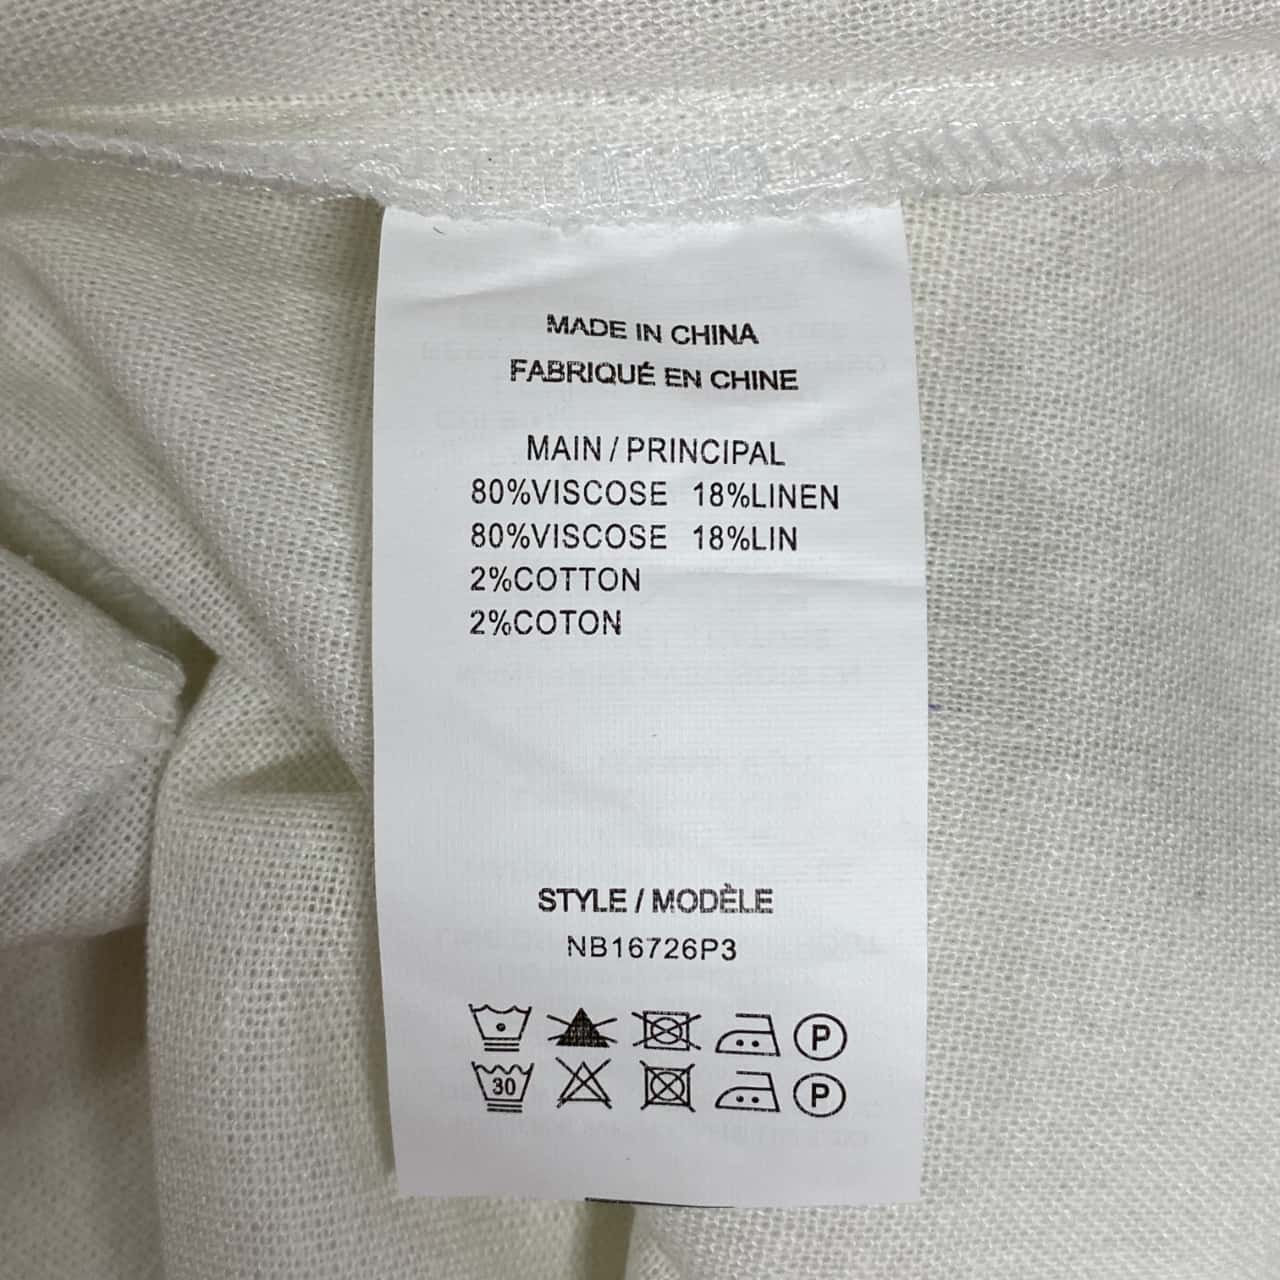 MADE IN CHINA
FABRIQUÉ EN CHINE
MAIN / PRINCIPAL
80%VISCOSE 18%LINEN
80%VISCOSE 18%LIN
2%COTTON
2%COTON
STYLE / MODÈLE
NB16726P3
P
30 P